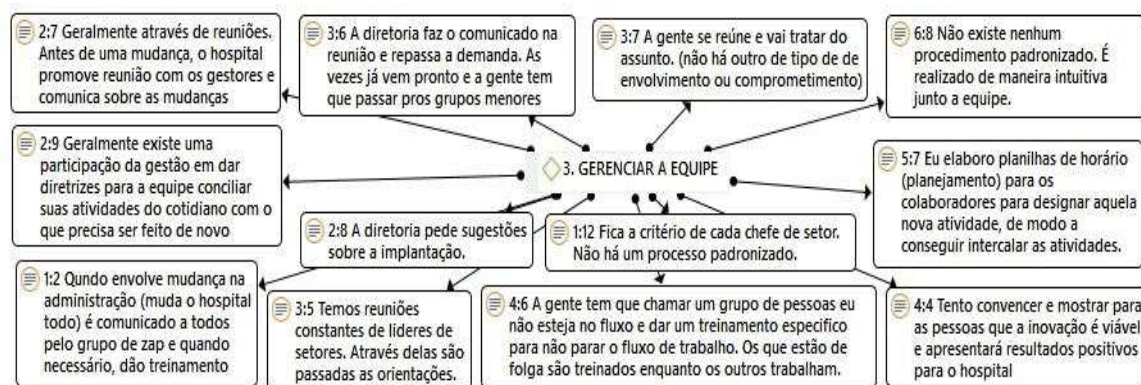 2:7 Geralmente através de reuniões.
Antes de uma mudança, o hospital
promove reunião com os gestores e
comunica sobre as mudanças
3:6 A diretoria faz o comunicado na
reunião e repassa a demanda. As
vezes já vem pronto e a gente tem
que passar pros grupos menores
3:7 A gente se reúne e vai tratar do
assunto. (não há outro de tipo de de
envolvimento ou comprometimento)
6:8 Não existe nenhum
procedimento padronizado. É
realizado de maneira intuitiva
junto a equipe.
2:9 Geralmente existe uma
participação da gestão em dar
diretrizes para a equipe conciliar
suas atividades do cotidiano com o
que precisa ser feito de novo
3. GERENCIAR A EQUIPE
5:7 Eu elaboro planilhas de horário
(planejamento) para os
colaboradores para designar aquela
nova atividade, de modo a
conseguir intercalar as atividades.
2:8 A diretoria pede sugestões
sobre a implantação.
1:12 Fica a critério de cada chefe de setor.
Não há um processo padronizado.
1:2 Qundo envolve mudança na
administração (muda o hospital
todo) é comunicado a todos
pelo grupo de zap e quando
necessário, dão treinamento
3:5 Temos reuniões
constantes de lideres de
setores. Através delas são
passadas as orientações.
4:6 A gente tem que chamar um grupo de pessoas eu
não esteja no fluxo e dar um treinamento especifico
para não parar o fluxo de trabalho. Os que estão de
folga são treinados enquanto os outros trabalham.
4:4 Tento convencer e mostrar para
as pessoas que a inovação é viável
e apresentará resultados positivos
para o hospital